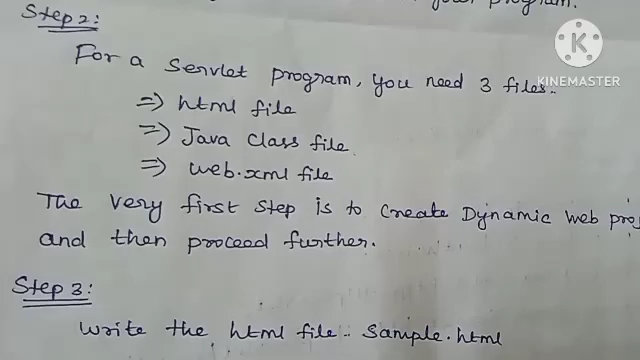 your program.
Step 2:
For a Servlet program, you need 3 files.
=> html file
=> Java class file
=> web.xml file
The very first step is to create Dynamic web
and then proceed further.
Step 3:
write the html file : Sample.html
KINEMASTER